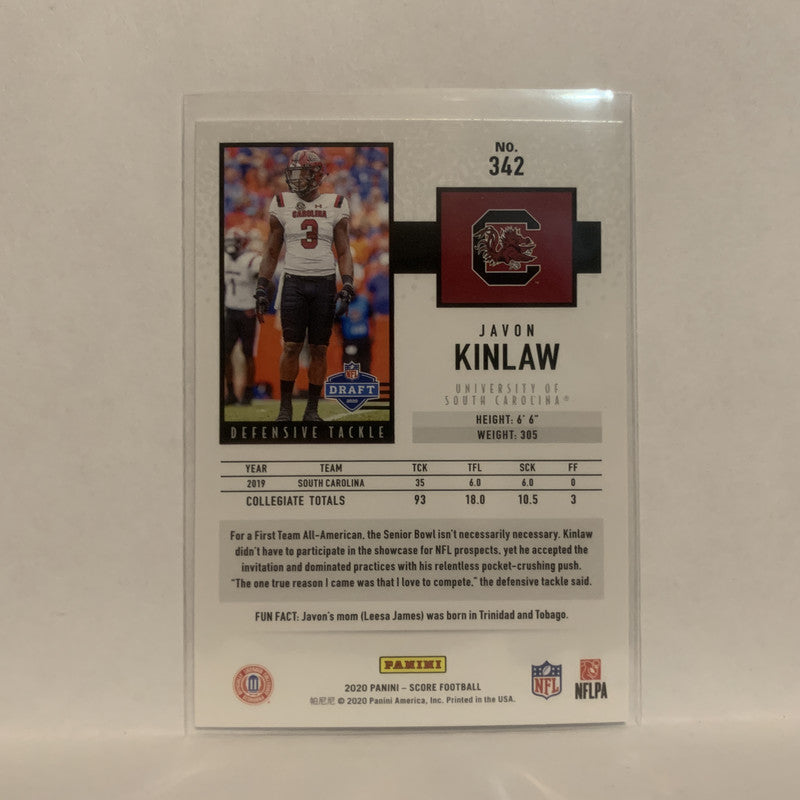 No.
342
CAROLINA
3
C
NFL
DRAFT
2020
DEFENSIVE TACKLE
JAVON
KINLAW
UNIVERSITY OF
SOUTH CAROLINA®
HEIGHT: 6' 6"
WEIGHT: 305
YEAR TEAM TCK TFL SCK FF
2019 SOUTH CAROLINA 35 6.0 6.0 0
COLLEGIATE TOTALS 93 18.0 10.5 3
For a First Team All-American, the Senior Bowl isn't necessarily necessary. Kinlaw
didn't have to participate in the showcase for NFL prospects, yet he accepted the
invitation and dominated practices with his relentless pocket-crushing push.
"The one true reason I came was that I love to compete," the defensive tackle said.
FUN FACT: Javon's mom (Leesa James) was born in Trinidad and Tobago.
PANINI
2020 PANINI – SCORE FOOTBALL
帕尼尼 © 2020 Panini America, Inc. Printed in the USA.
NFL
NFLPA